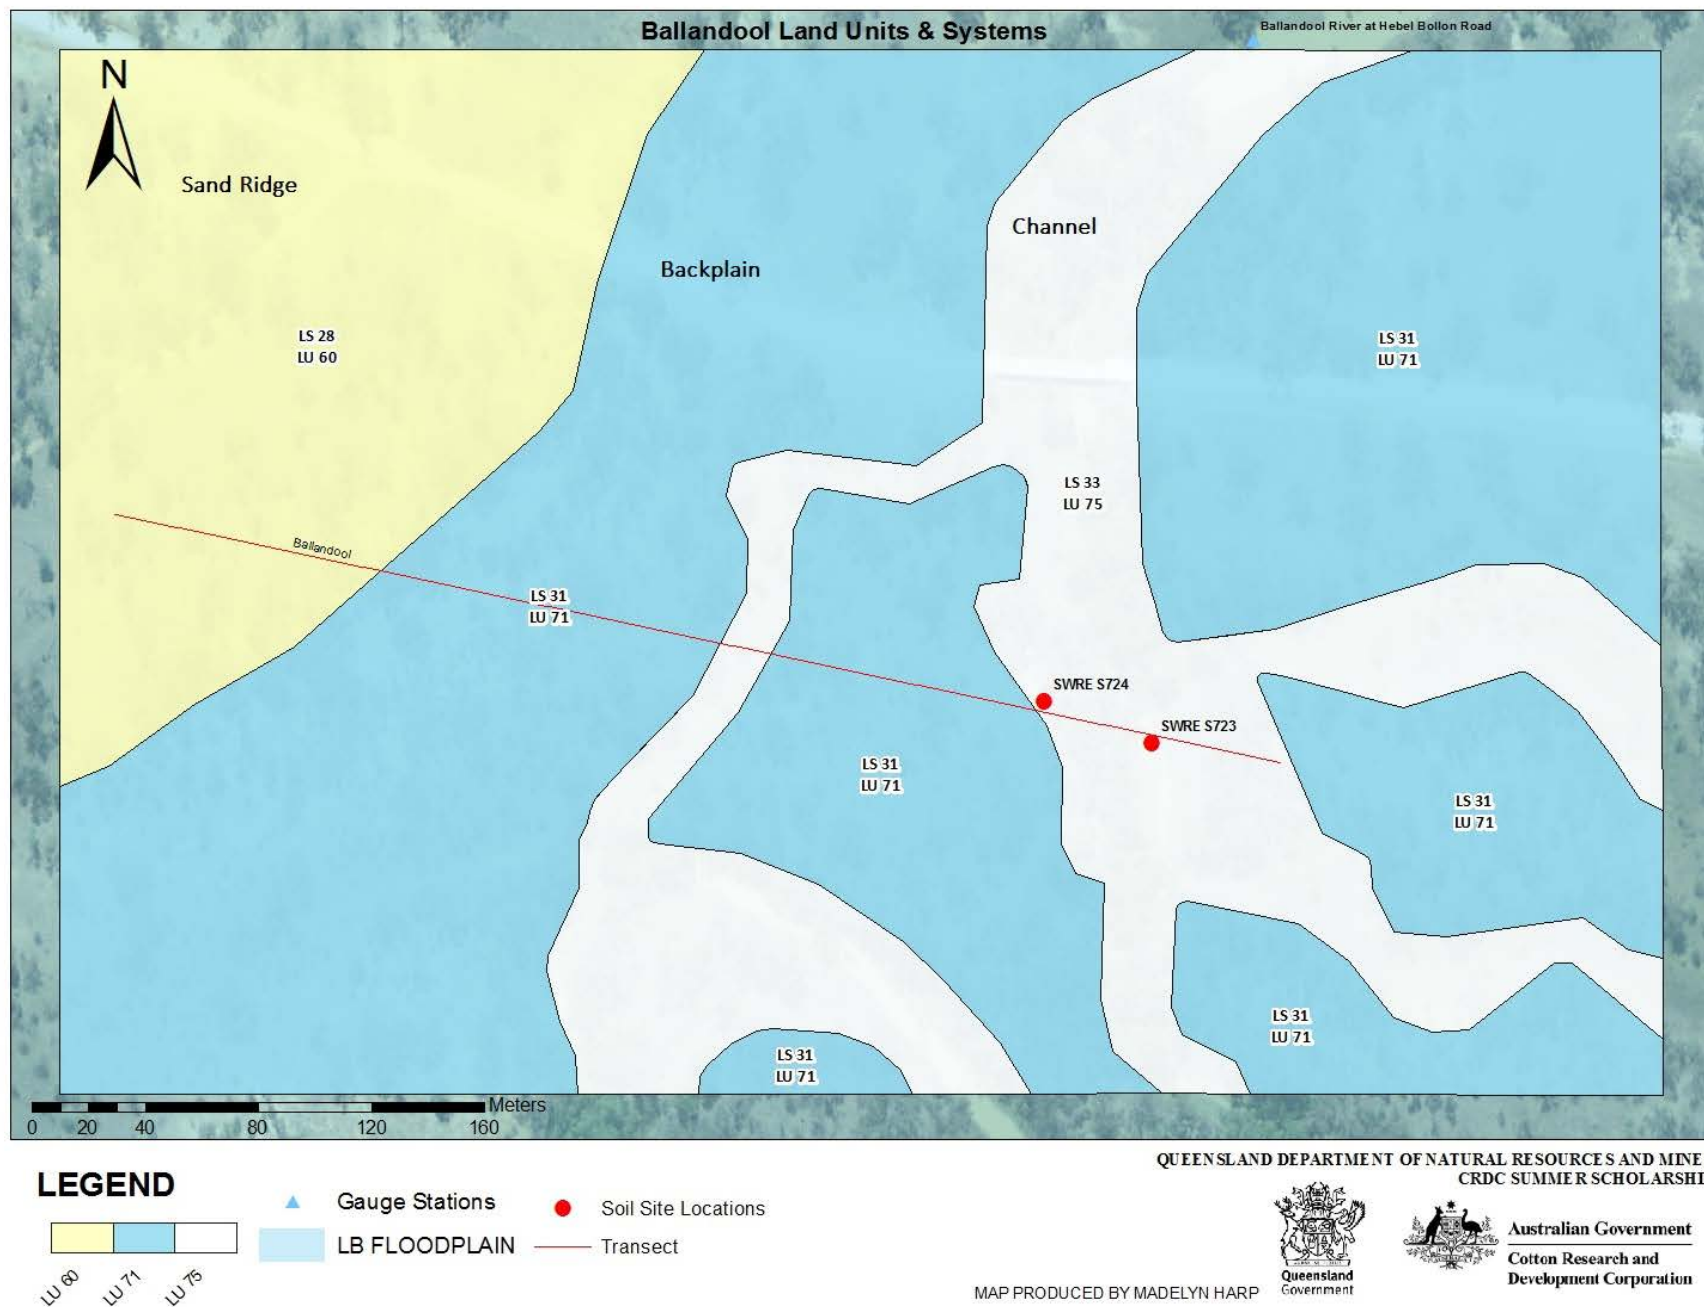 Ballandool Land Units & Systems
Ballandool River at Hebel Bollon Road
N
Sand Ridge
Channel
Backplain
LS 28
LU 60
LS 31
LU 71
LS 33
LU 75
Ballandool
LS 31
LU 71
SWRE S724
SWRE S723
LS 31
LU 71
LS 31
LU 71
LS 31
LU 71
LS 31
LU 71
Meters
0 20 40 80 120 160
QUEENSLAND DEPARTMENT OF NATURAL RESOURCES AND MINE
CRDC SUMMER SCHOLARSHI
LEGEND
Gauge Stations
Soil Site Locations
LB FLOODPLAIN
Transect
LU 60
LU 71
LU 75
Queensland
Government
Australian Government
Cotton Research and
Development Corporation
MAP PRODUCED BY MADELYN HARP